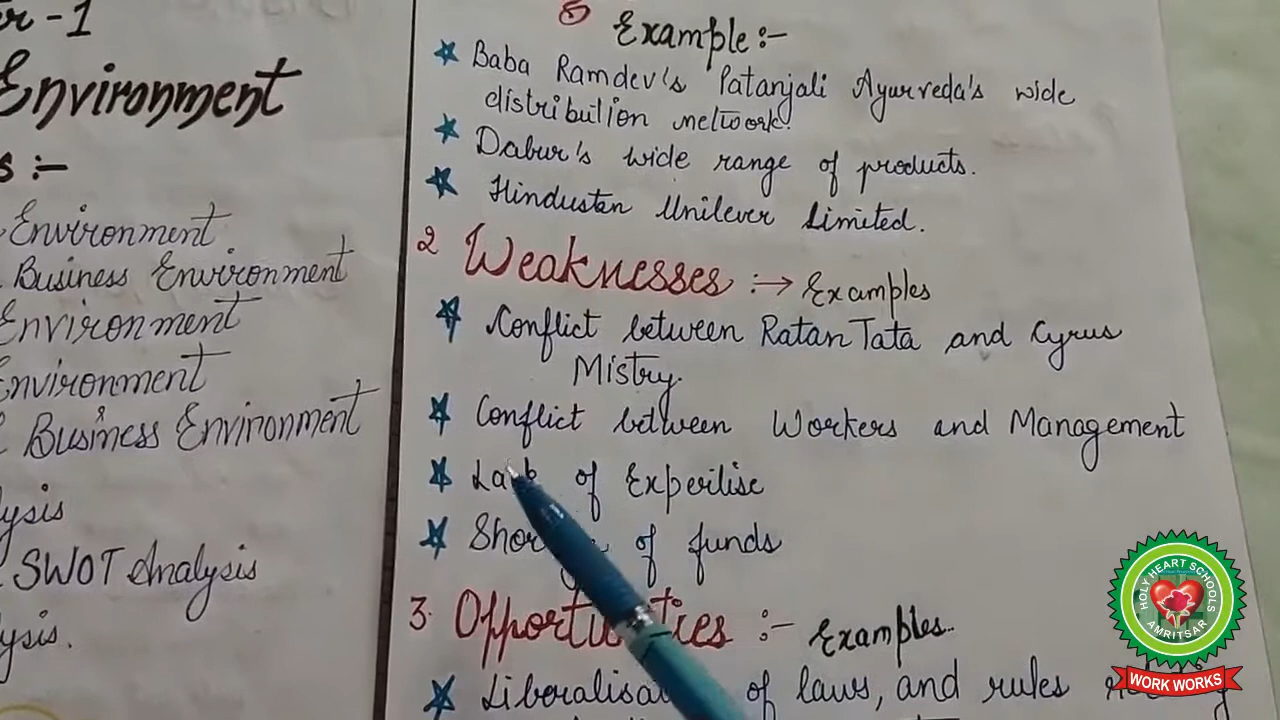 -1
Environment
s :-
Environment.
Business Environment
Environment
Environment
& Business Environment
lysis
SWOT Analysis
lysis.
Example :-
Baba Ramdev's Patanjali Ayurveda's wide
distribution network.
Dabur's wide range of products.
Hindustan Unilever Limited.
2 Weaknesses :→ Examples
Conflict between Ratan Tata and Cyrus
Mistry.
Conflict between Workers and Management
of Expertise
of funds
3. Opportunities :- Examples..
of laws, and rules
HOLY HEART SCHOOLS
AMRITSAR
WORK WORKS